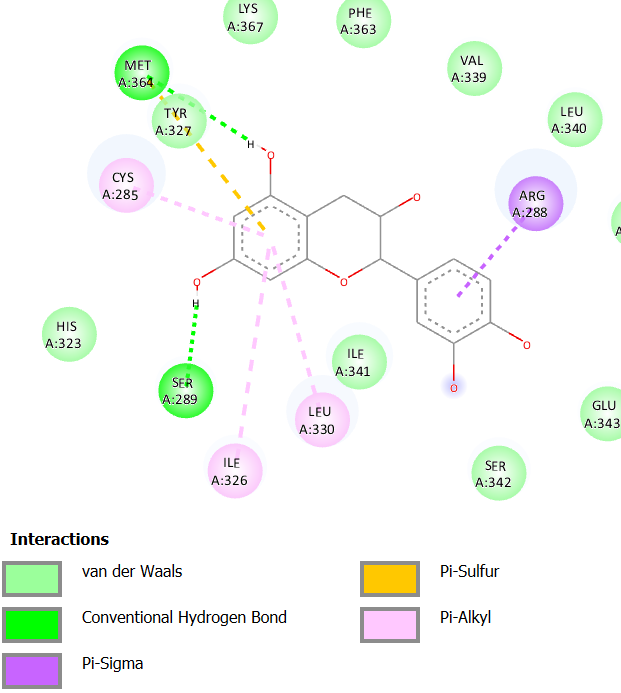 LYS
A:367
PHE
A:363
MET
A:364
VAL
A:339
TYR
A:327
LEU
A:340
H
O
CYS
A:285
ARG
A:288
O
A
O
O
H
HIS
A:323
O
ILE
A:341
SER
A:289
O
LEU
A:330
GLU
A:343
ILE
A:326
SER
A:342
Interactions
van der Waals
Conventional Hydrogen Bond
Pi-Sigma
Pi-Sulfur
Pi-Alkyl